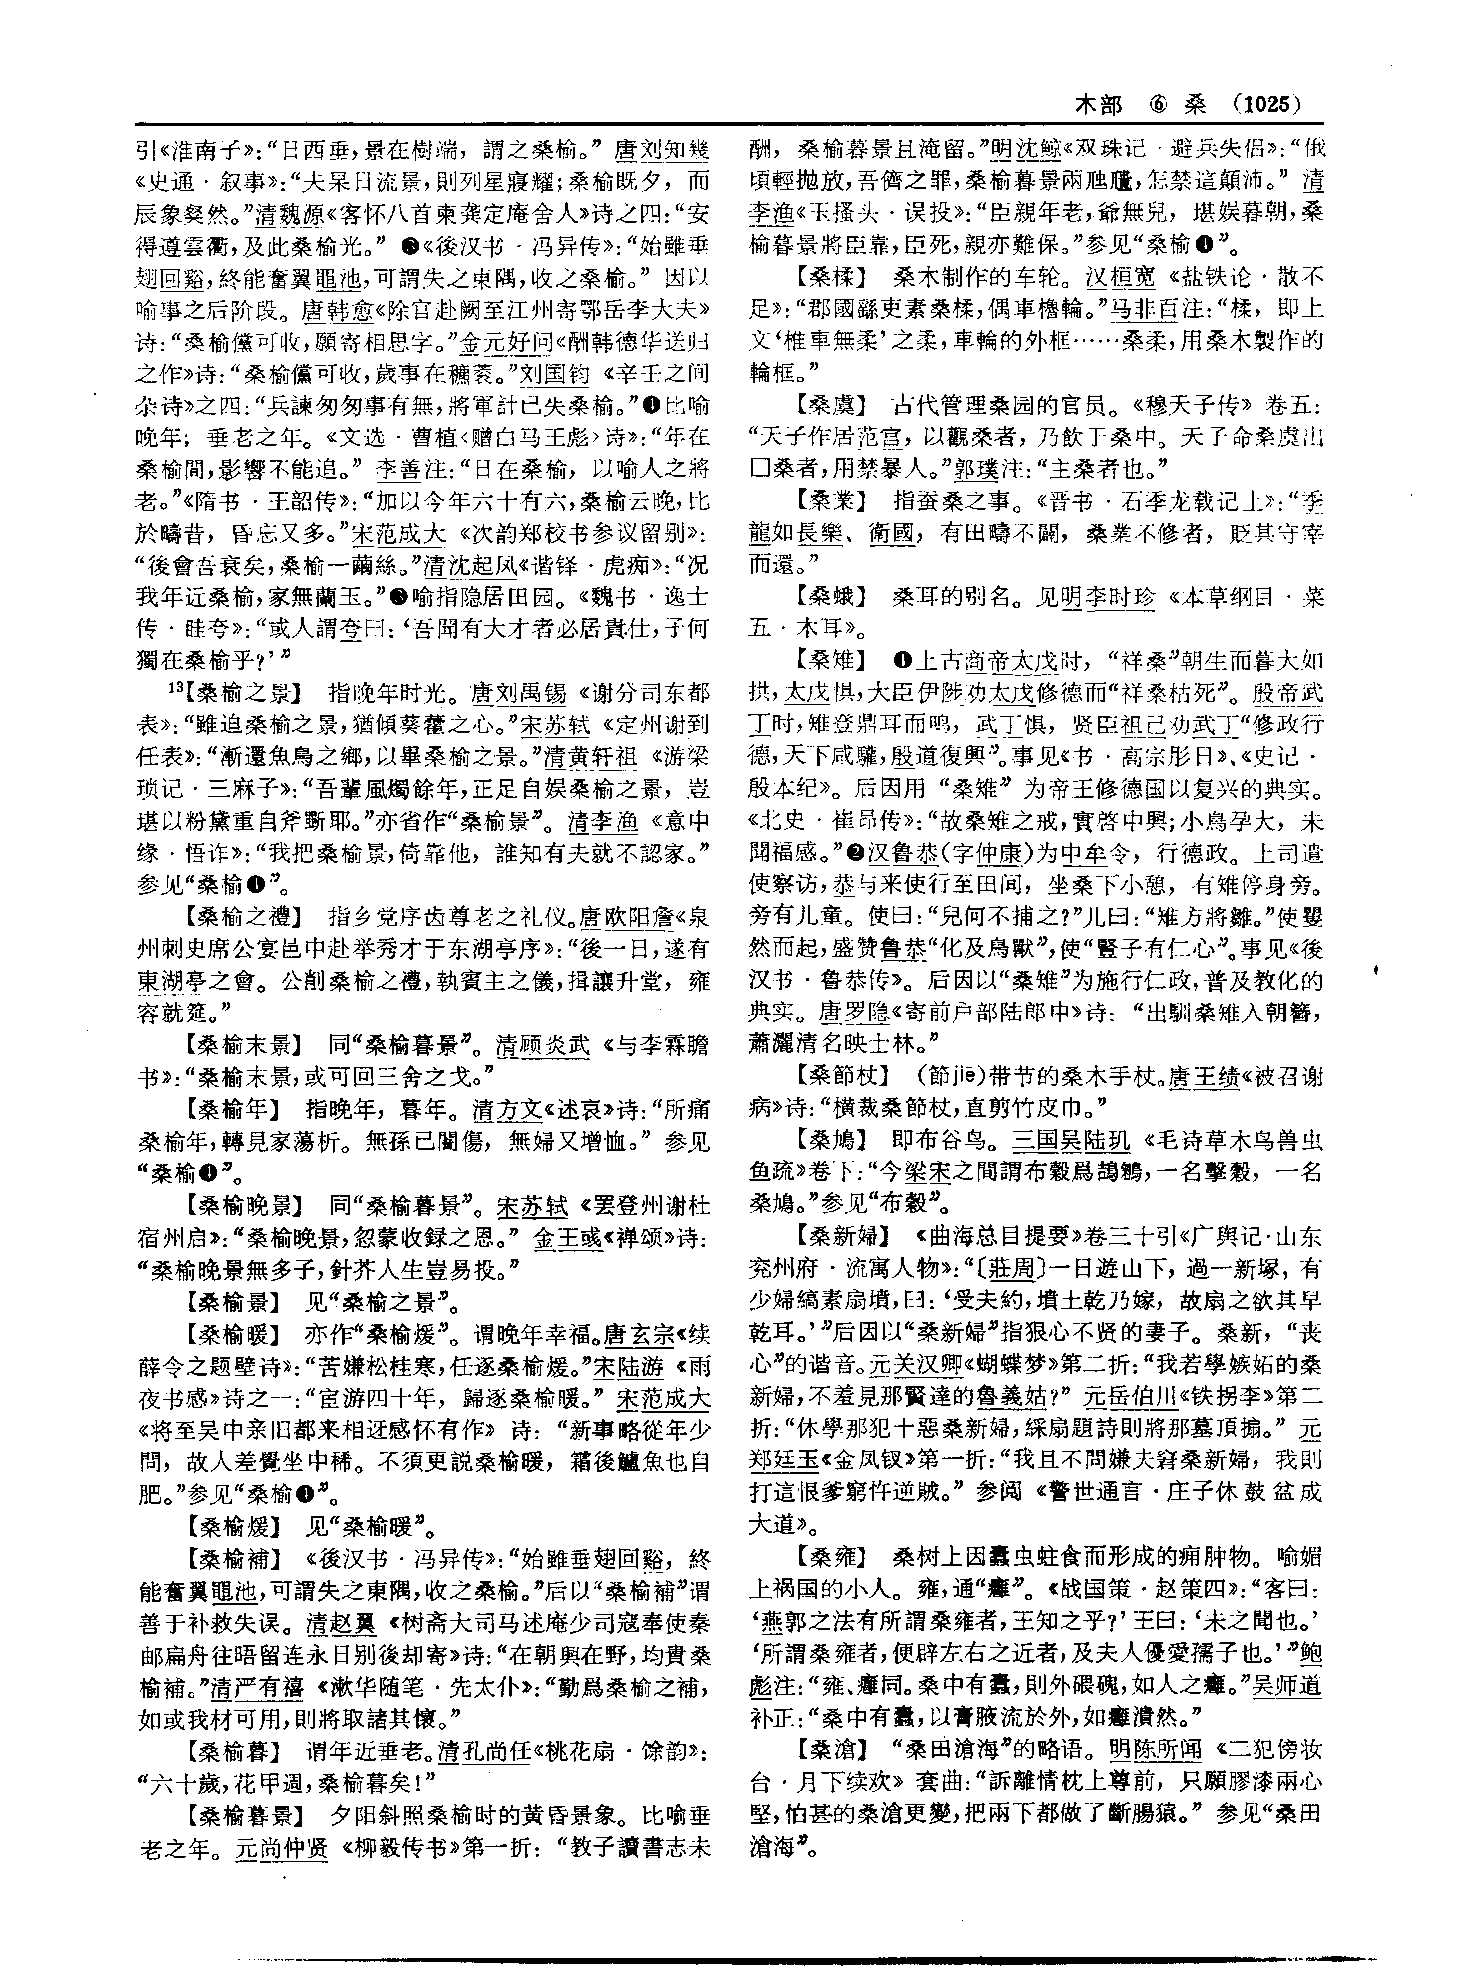 木部 ⑥ 桑 (1025)
引《淮南子》：“日西垂，景在樹端，謂之桑榆。” 唐刘知幾
《史通·叙事》：“夫杲日流景，則列星寢耀；桑榆既夕，而
辰象粲然。”清魏源《客怀八首柬龚定庵舍人》诗之四：“安
得遵雲衢，及此桑榆光。” ❸《後汉书·冯异传》：“始雖垂
翅回谿，終能奮翼黽池，可謂失之東隅，收之桑榆。” 因以
喻事之后阶段。唐韩愈《除官赴阙至江州寄鄂岳李大夫》
诗：“桑榆儻可收，願寄相思字。”金元好问《酬韩德华送归
之作》诗：“桑榆儻可收，歲事在穮蔉。”刘国钧《辛壬之间
杂诗》之四：“兵諫匆匆事有無，將軍計已失桑榆。”❹比喻
晚年；垂老之年。《文选·曹植〈赠白马王彪〉诗》：“年在
桑榆間，影響不能追。” 李善注：“日在桑榆，以喻人之將
老。”《隋书·王韶传》：“加以今年六十有六，桑榆云晚，比
於疇昔，昏忘又多。”宋范成大《次韵郑校书参议留别》：
“後會吾衰矣，桑榆一繭絲。”清沈起凤《谐铎·虎痴》：“况
我年近桑榆，家無蘭玉。”❺喻指隐居田园。《魏书·逸士
传·眭夸》：“或人謂夸曰：‘吾聞有大才者必居貴仕，子何
獨在桑榆乎？’”
13【桑榆之景】 指晚年时光。唐刘禹锡《谢分司东都
表》：“雖迫桑榆之景，猶傾葵藿之心。”宋苏轼《定州谢到
任表》：“漸還魚鳥之鄉，以畢桑榆之景。”清黄轩祖《游梁
琐记·三麻子》：“吾輩風燭餘年，正足自娱桑榆之景，豈
堪以粉黛重自斧斲耶。”亦省作“桑榆景”。清李渔《意中
缘·悟诈》：“我把桑榆景，倚靠他，誰知有夫就不認家。”
参见“桑榆❹”。
【桑榆之禮】 指乡党序齿尊老之礼仪。唐欧阳詹《泉
州刺史席公宴邑中赴举秀才于东湖亭序》：“後一日，遂有
東湖亭之會。公削桑榆之禮，執賓主之儀，揖讓升堂，雍
容就筵。”
【桑榆末景】 同“桑榆暮景”。清顾炎武《与李霖瞻
书》：“桑榆末景，或可回三舍之戈。”
【桑榆年】 指晚年，暮年。清方文《述哀》诗：“所痛
桑榆年，轉見家蕩析。無孫已闇傷，無婦又增恤。” 参见
“桑榆❹”。
【桑榆晚景】 同“桑榆暮景”。宋苏轼《罢登州谢杜
宿州启》：“桑榆晚景，忽蒙收録之恩。” 金王彧《禅颂》诗：
“桑榆晚景無多子，針芥人生豈易投。”
【桑榆景】 见“桑榆之景”。
【桑榆暖】 亦作“桑榆煖”。谓晚年幸福。唐玄宗《续
薛令之题壁诗》：“苦嫌松桂寒，任逐桑榆煖。”宋陆游《雨
夜书感》诗之一：“宦游四十年，歸逐桑榆暖。” 宋范成大
《将至吴中亲旧都来相迓感怀有作》诗：“新事略從年少
問，故人差覺坐中稀。不須更説桑榆暖，霜後鱸魚也自
肥。”参见“桑榆❹”。
【桑榆煖】 见“桑榆暖”。
【桑榆補】 《後汉书·冯异传》：“始雖垂翅回谿，終
能奮翼黽池，可謂失之東隅，收之桑榆。”后以“桑榆補”谓
善于补救失误。清赵翼《树斋大司马述庵少司寇奉使秦
邮扁舟往晤留连永日别後却寄》诗：“在朝興在野，均貴桑
榆補。”清严有禧《漱华随笔·先太仆》：“勤爲桑榆之補，
如或我材可用，則將取諸其懷。”
【桑榆暮】 谓年近垂老。清孔尚任《桃花扇·馀韵》：
“六十歲，花甲週，桑榆暮矣！”
【桑榆暮景】 夕阳斜照桑榆时的黄昏景象。比喻垂
老之年。元尚仲贤《柳毅传书》第一折：“教子讀書志未
酬，桑榆暮景且淹留。”明沈鲸《双珠记·避兵失侣》：“俄
頃輕抛放，吾儕之罪，桑榆暮景兩，怎禁這顛沛。” 清
李渔《玉搔头·误投》：“臣親年老，爺無兒，堪娱暮朝，桑
榆暮景將臣靠，臣死，親亦難保。”参见“桑榆❹”。
【桑楺】 桑木制作的车轮。汉桓宽《盐铁论·散不
足》：“郡國繇吏素桑楺，偶車櫓輪。”马非百注：“楺，即上
文‘椎車無柔’之柔，車輪的外框……桑柔，用桑木製作的
輪框。”
【桑虞】 古代管理桑园的官员。《穆天子传》卷五：
“天子作居范宫，以觀桑者，乃飲于桑中。天子命桑虞出
□桑者，用禁暴人。”郭璞注：“主桑者也。”
【桑業】 指蚕桑之事。《晋书·石季龙载记上》：“季
龍如長樂、衛國，有田疇不闢，桑業不修者，貶其守宰
而還。”
【桑蛾】 桑耳的别名。见明李时珍《本草纲目·菜
五·木耳》。
【桑雉】 ❶上古商帝太戊时，“祥桑”朝生而暮大如
拱，太戊惧，大臣伊陟劝太戊修德而“祥桑枯死”。殷帝武
丁时，雉登鼎耳而鸣，武丁惧，贤臣祖己劝武丁“修政行
德，天下咸驩，殷道復興”。事见《书·高宗肜日》、《史记·
殷本纪》。后因用“桑雉”为帝王修德国以复兴的典实。
《北史·崔昂传》：“故桑雉之戒，實啓中興；小鳥孕大，未
聞福感。”❷汉鲁恭(字仲康)为中牟令，行德政。上司遣
使察访，恭与来使行至田间，坐桑下小憩，有雉停身旁。
旁有儿童。使曰：“兒何不捕之？”儿曰：“雉方將雛。”使瞿
然而起，盛赞鲁恭“化及鳥獸”，使“豎子有仁心”。事见《後
汉书·鲁恭传》。后因以“桑雉”为施行仁政，普及教化的
典实。唐罗隐《寄前户部陆郎中》诗：“出馴桑雉入朝簪，
蕭灑清名映士林。”
【桑節杖】 (節jiē)带节的桑木手杖。唐王绩《被召谢
病》诗：“横裁桑節杖，直剪竹皮巾。”
【桑鳩】 即布谷鸟。三国吴陆玑《毛诗草木鸟兽虫
鱼疏》卷下：“今梁宋之間謂布穀爲鴶鵴，一名擊穀，一名
桑鳩。”参见“布穀”。
【桑新婦】 《曲海总目提要》卷三十引《广舆记·山东
兖州府·流寓人物》：“〔莊周〕一日遊山下，過一新塚，有
少婦縞素扇墳，曰：‘受夫約，墳土乾乃嫁，故扇之欲其早
乾耳。’”后因以“桑新婦”指狠心不贤的妻子。桑新，“丧
心”的谐音。元关汉卿《蝴蝶梦》第二折：“我若學嫉妬的桑
新婦，不羞見那賢達的魯義姑？” 元岳伯川《铁拐李》第二
折：“休學那犯十惡桑新婦，綵扇題詩則將那墓頂搧。” 元
郑廷玉《金凤钗》第一折：“我且不問嫌夫窘桑新婦，我則
打這恨爹窮忤逆賊。” 参阅《警世通言·庄子休鼓盆成
大道》。
【桑雍】 桑树上因蠹虫蛀食而形成的痈肿物。喻媚
上祸国的小人。雍，通“癰”。《战国策·赵策四》：“客曰：
‘燕郭之法有所謂桑雍者，王知之乎？’王曰：‘未之聞也。’
‘所謂桑雍者，便辟左右之近者，及夫人優愛孺子也。’”鲍
彪注：“雍、癰同。桑中有蠹，則外碨磈，如人之癰。”吴师道
补正：“桑中有蠹，以膏液流於外，如癰潰然。”
【桑滄】 “桑田滄海”的略语。明陈所闻《二犯傍妆
台·月下续欢》套曲：“訴離情枕上尊前，只願膠漆兩心
堅，怕甚的桑滄更變，把兩下都做了斷腸猿。” 参见“桑田
滄海”。